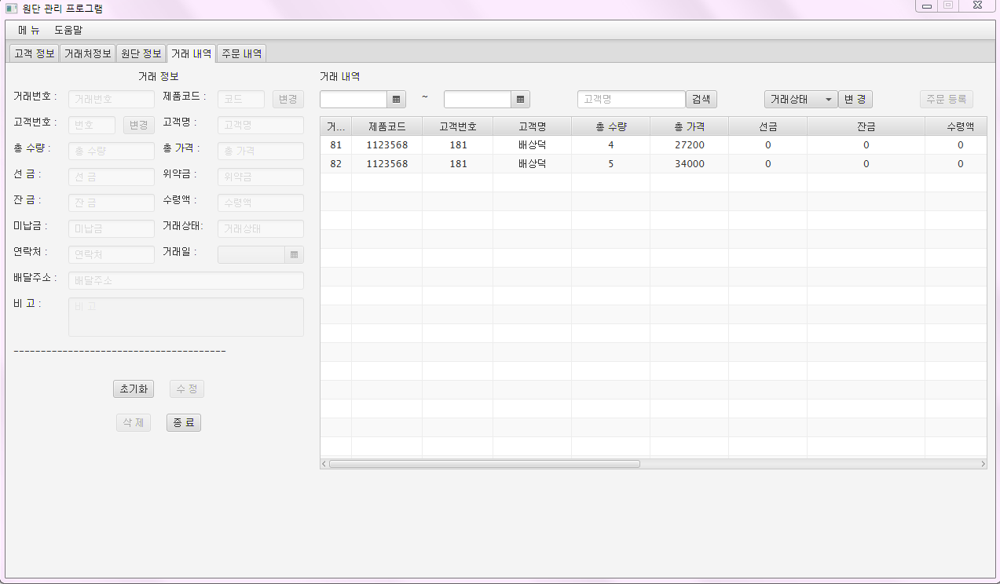 원단 관리 프로그램
메 뉴 도움말
고객 정보 거래처정보 원단 정보 거래 내역 주문 내역
거래 정보
거래번호 : 거래번호 제품코드 : 코드 변경
고객번호 : 번호 변경 고객명 : 고객명
총 수량 : 총 수량 총 가격 : 총 가격
선 금 : 선 금 위약금 : 위약금
잔 금 : 잔 금 수령액 : 수령액
미납금 : 미납금 거래상태: 거래상태
연락처 : 연락처 거래일 :
배달주소 : 배달주소
비 고 : 비 고
---------------------------------------
초기화 수 정
삭 제 종 료
거래 내역
~ 고객명 검색 거래상태 변 경 주문 등록
거... 제품코드 고객번호 고객명 총 수량 총 가격 선금 잔금 수령액
81 1123568 181 배상덕 4 27200 0 0 0
82 1123568 181 배상덕 5 34000 0 0 0